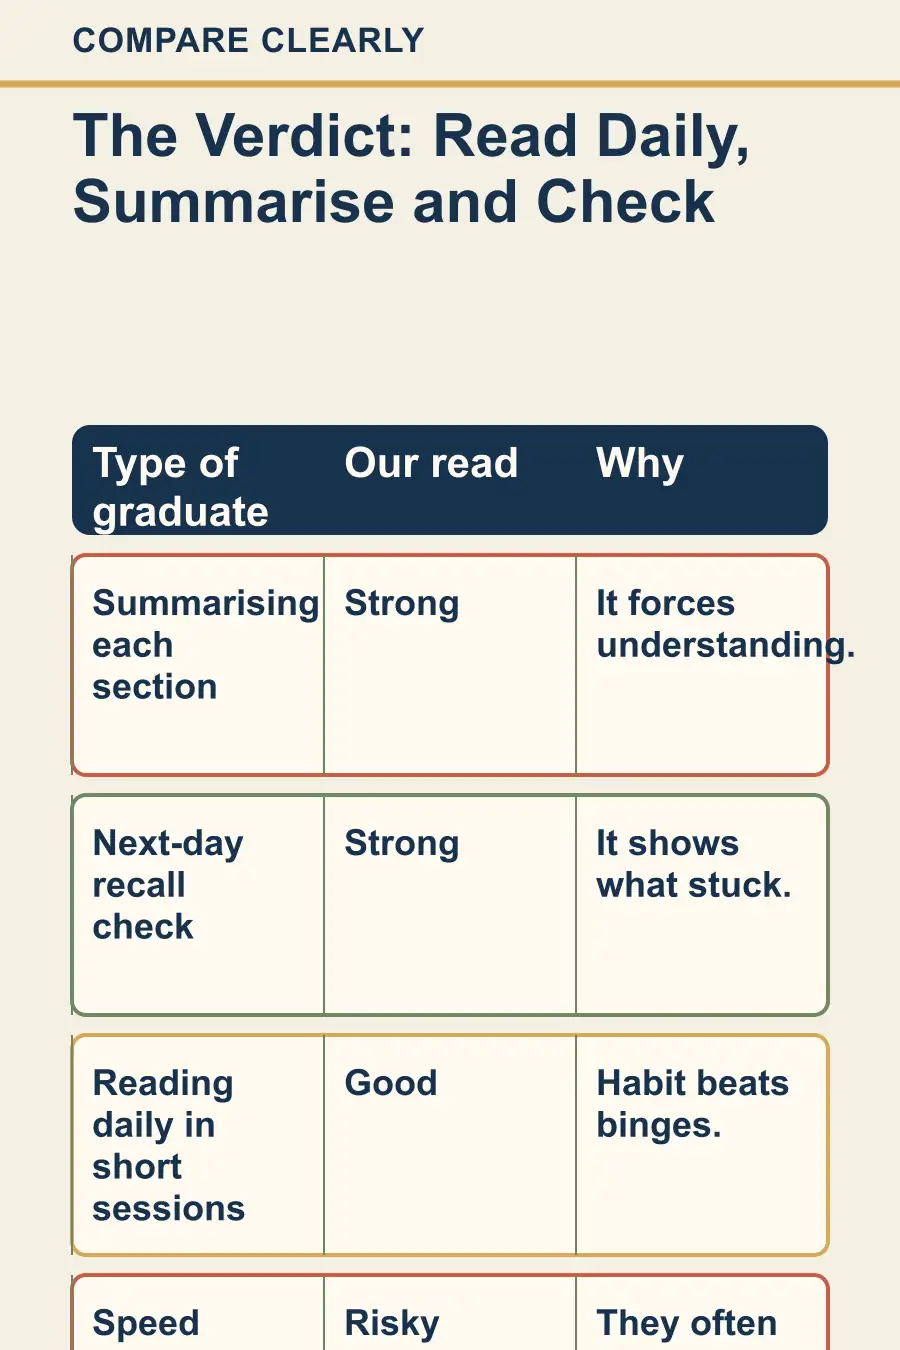 COMPARE CLEARLY
The Verdict: Read Daily,
Summarise and Check
Type of
graduate
Our read
Why
Summarising
each
section
Strong
It forces
understanding.
Next-day
recall
check
Strong
It shows
what stuck.
Reading
daily in
short
sessions
Good
Habit beats
binges.
Speed
Risky
They often